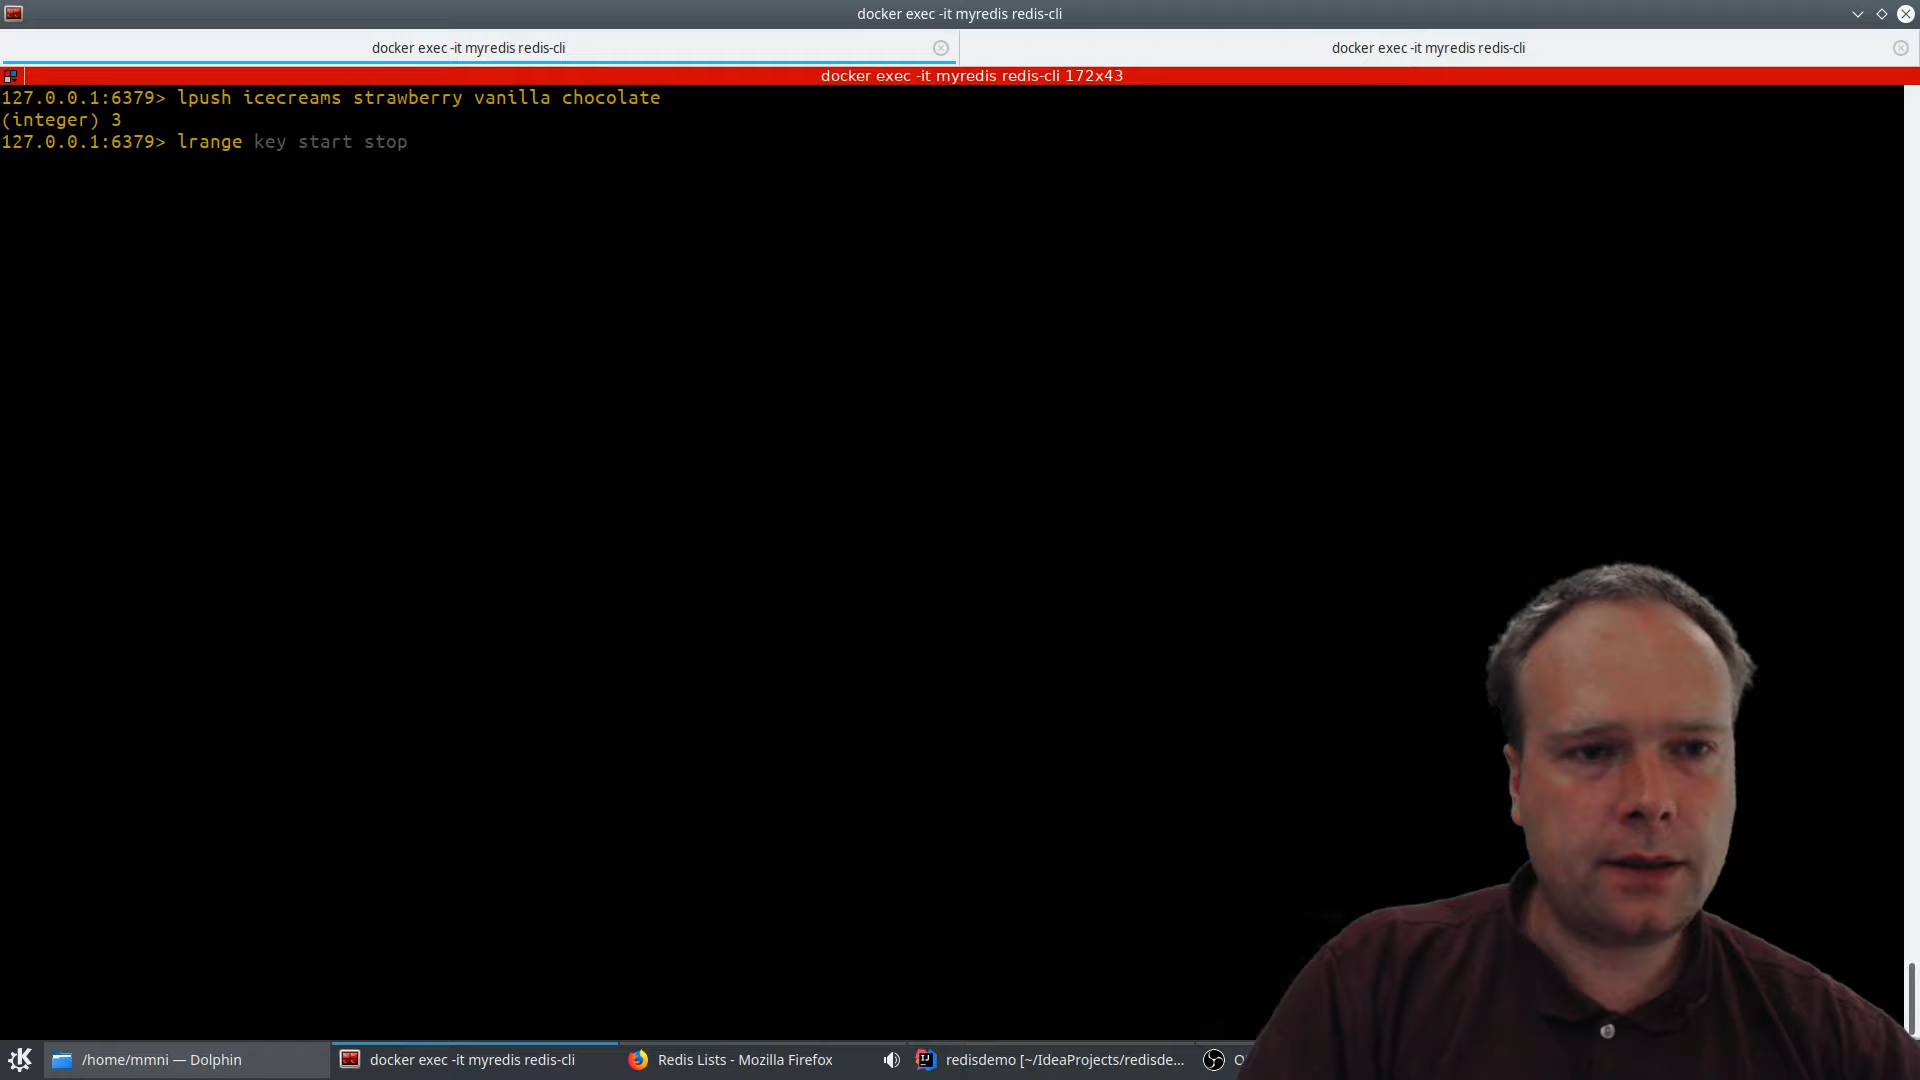 docker exec -it myredis redis-cli
docker exec -it myredis redis-cli
docker exec -it myredis redis-cli
docker exec -it myredis redis-cli 172x43
127.0.0.1:6379> lpush icecreams strawberry vanilla chocolate
(integer) 3
127.0.0.1:6379> lrange key start stop
/home/mmni — Dolphin
docker exec -it myredis redis-cli
Redis Lists - Mozilla Firefox
redisdemo [~/IdeaProjects/redisde...